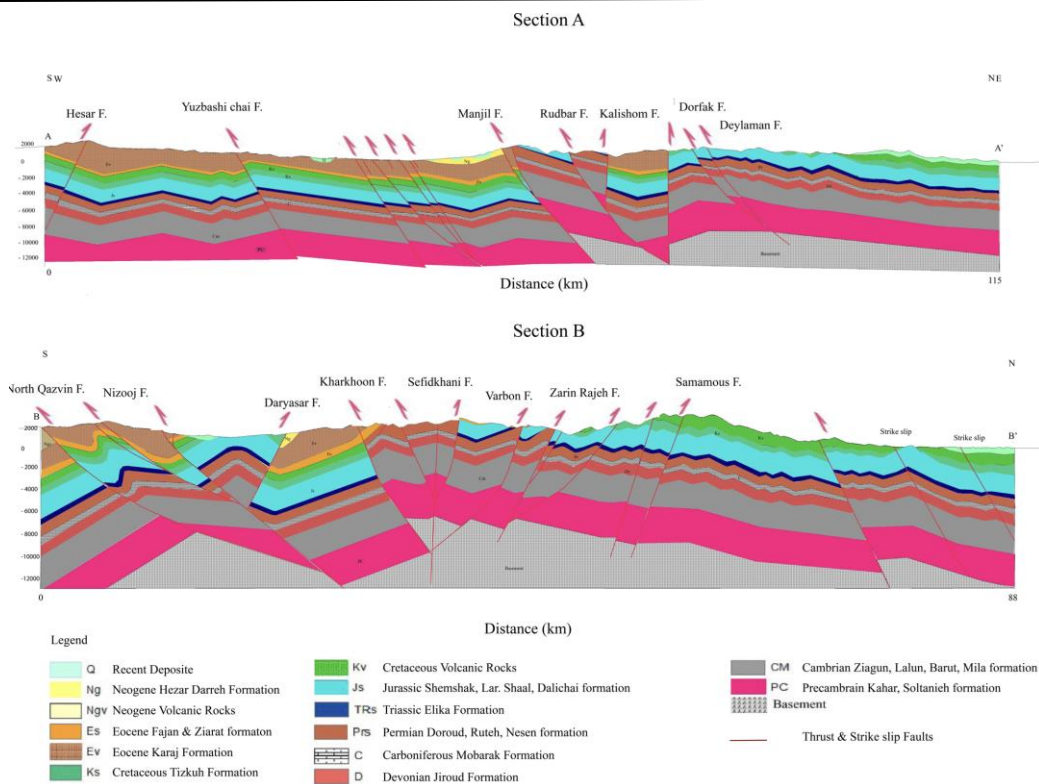 Section A
S W
NE
Hesar F.
Yuzbashi chai F.
Manjil F.
Rudbar F.
Kalishom F.
Dorfak F.
Deylaman F.
A
A'
2000
0
- 2000
- 4000
- 6000
- 8000
- 10000
- 12000
Basement
0
115
Distance (km)
Section B
S
N
North Qazvin F.
Nizooj F.
Daryasar F.
Kharkhoon F.
Sefidkhani F.
Varbon F.
Zarin Rajeh F.
Samamous F.
Strike slip
Strike slip
B
B'
-2000
0
-2000
-4000
-6000
-8000
-10000
-12000
Basement
0
88
Distance (km)
Legend
Q Recent Deposite
Ng Neogene Hezar Darreh Formation
Ngv Neogene Volcanic Rocks
Es Eocene Fajan & Ziarat formaton
Ev Eocene Karaj Formation
Ks Cretaceous Tizkuh Formation
Kv Cretaceous Volcanic Rocks
Js Jurassic Shemshak, Lar. Shaal, Dalichai formation
TRs Triassic Elika Formation
Prs Permian Doroud, Ruteh, Nesen formation
C Carboniferous Mobarak Formation
D Devonian Jiroud Formation
CM Cambrian Ziagun, Lalun, Barut, Mila formation
PC Precambrain Kahar, Soltanieh formation
Basement
Thrust & Strike slip Faults